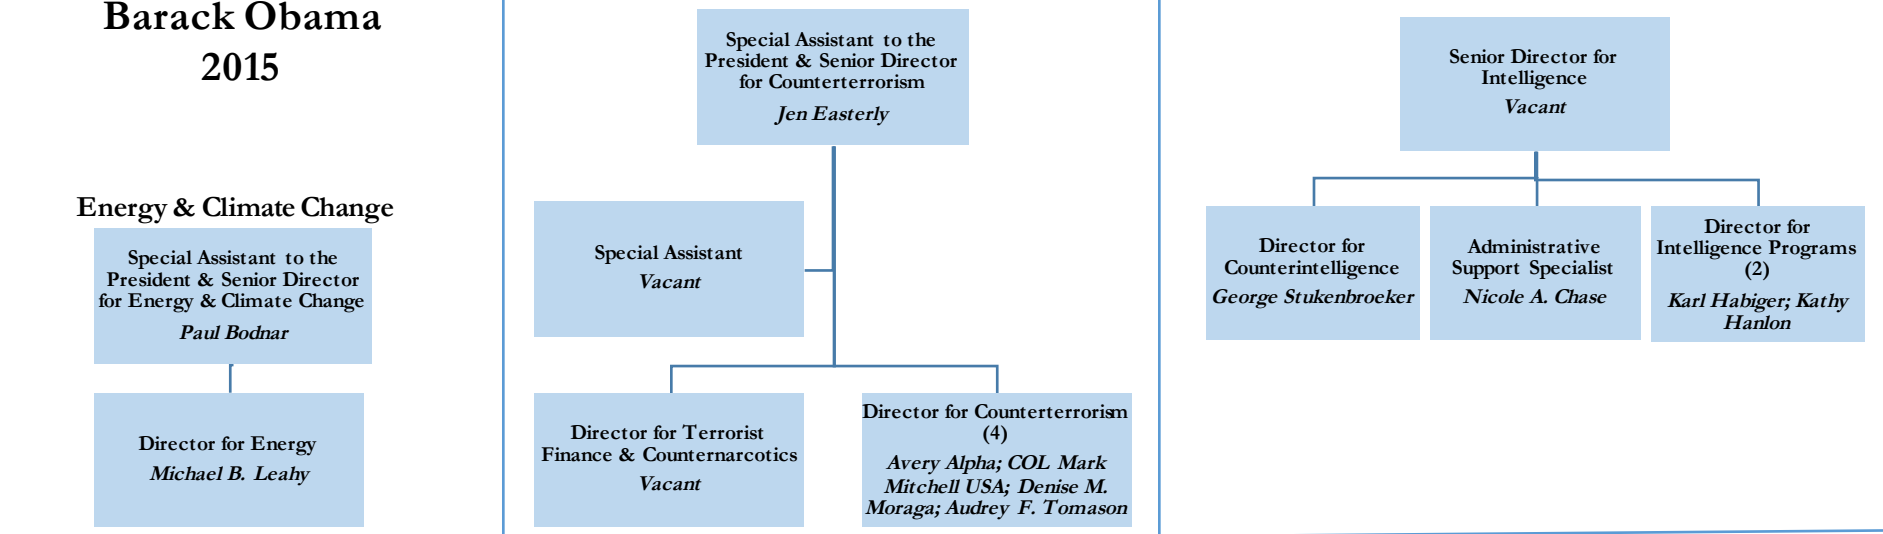 Barack Obama
2015
Energy & Climate Change
Special Assistant to the
President & Senior Director
for Energy & Climate Change
Paul Bodnar
Director for Energy
Michael B. Leahy
Special Assistant to the
President & Senior Director
for Counterterrorism
Jen Easterly
Special Assistant
Vacant
Director for Terrorist
Finance & Counternarcotics
Vacant
Director for Counterterrorism
(4)
Avery Alpha; COL Mark
Mitchell USA; Denise M.
Moraga; Audrey F. Tomason
Senior Director for
Intelligence
Vacant
Director for
Counterintelligence
George Stukenbroeker
Administrative
Support Specialist
Nicole A. Chase
Director for
Intelligence Programs
(2)
Karl Habiger; Kathy
Hanlon